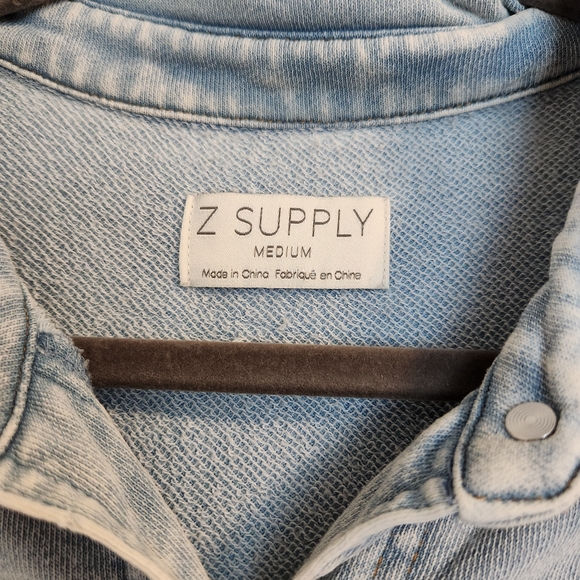 Z SUPPLY
MEDIUM
Made in China Fabriqué en Chine